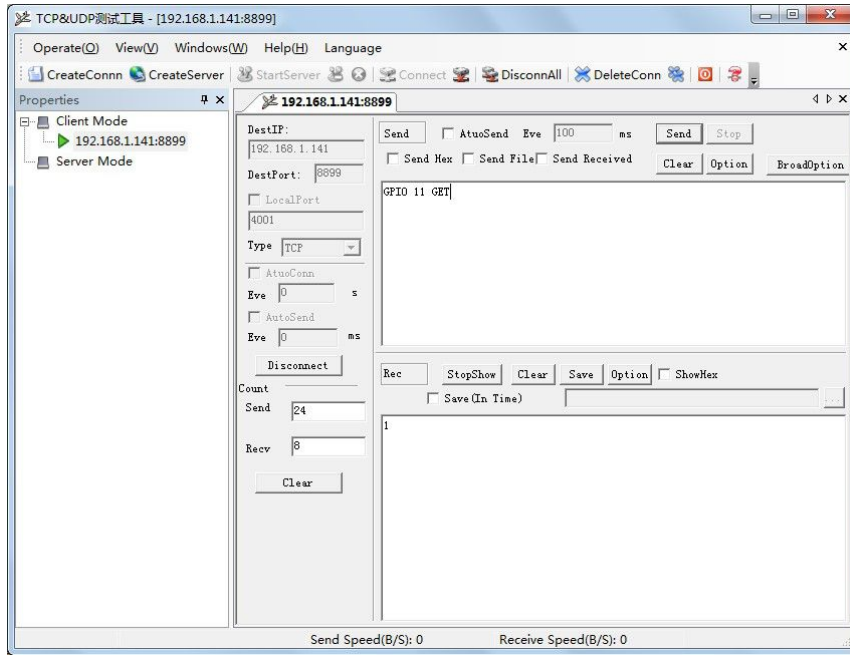 TCP&UDP测试工具 - [192.168.1.141:8899]
Operate(O) View(V) Windows(W) Help(H) Language
CreateConnn CreateServer StartServer Connect DisconnAll DeleteConn
Properties
192.168.1.141:8899
Client Mode
192.168.1.141:8899
Server Mode
DestIP:
192.168.1.141
DestPort: 8899
LocalPort
4001
Type TCP
AtuoConn
Eve 0 s
AutoSend
Eve 0 ms
Disconnect
Count
Send 24
Recv 8
Clear
Send AtuoSend Eve 100 ms Send Stop
Send Hex Send File Send Received Clear Option BroadOption
GPIO 11 GET
Rec StopShow Clear Save Option ShowHex
Save(In Time) ...
1
Send Speed(B/S): 0 Receive Speed(B/S): 0